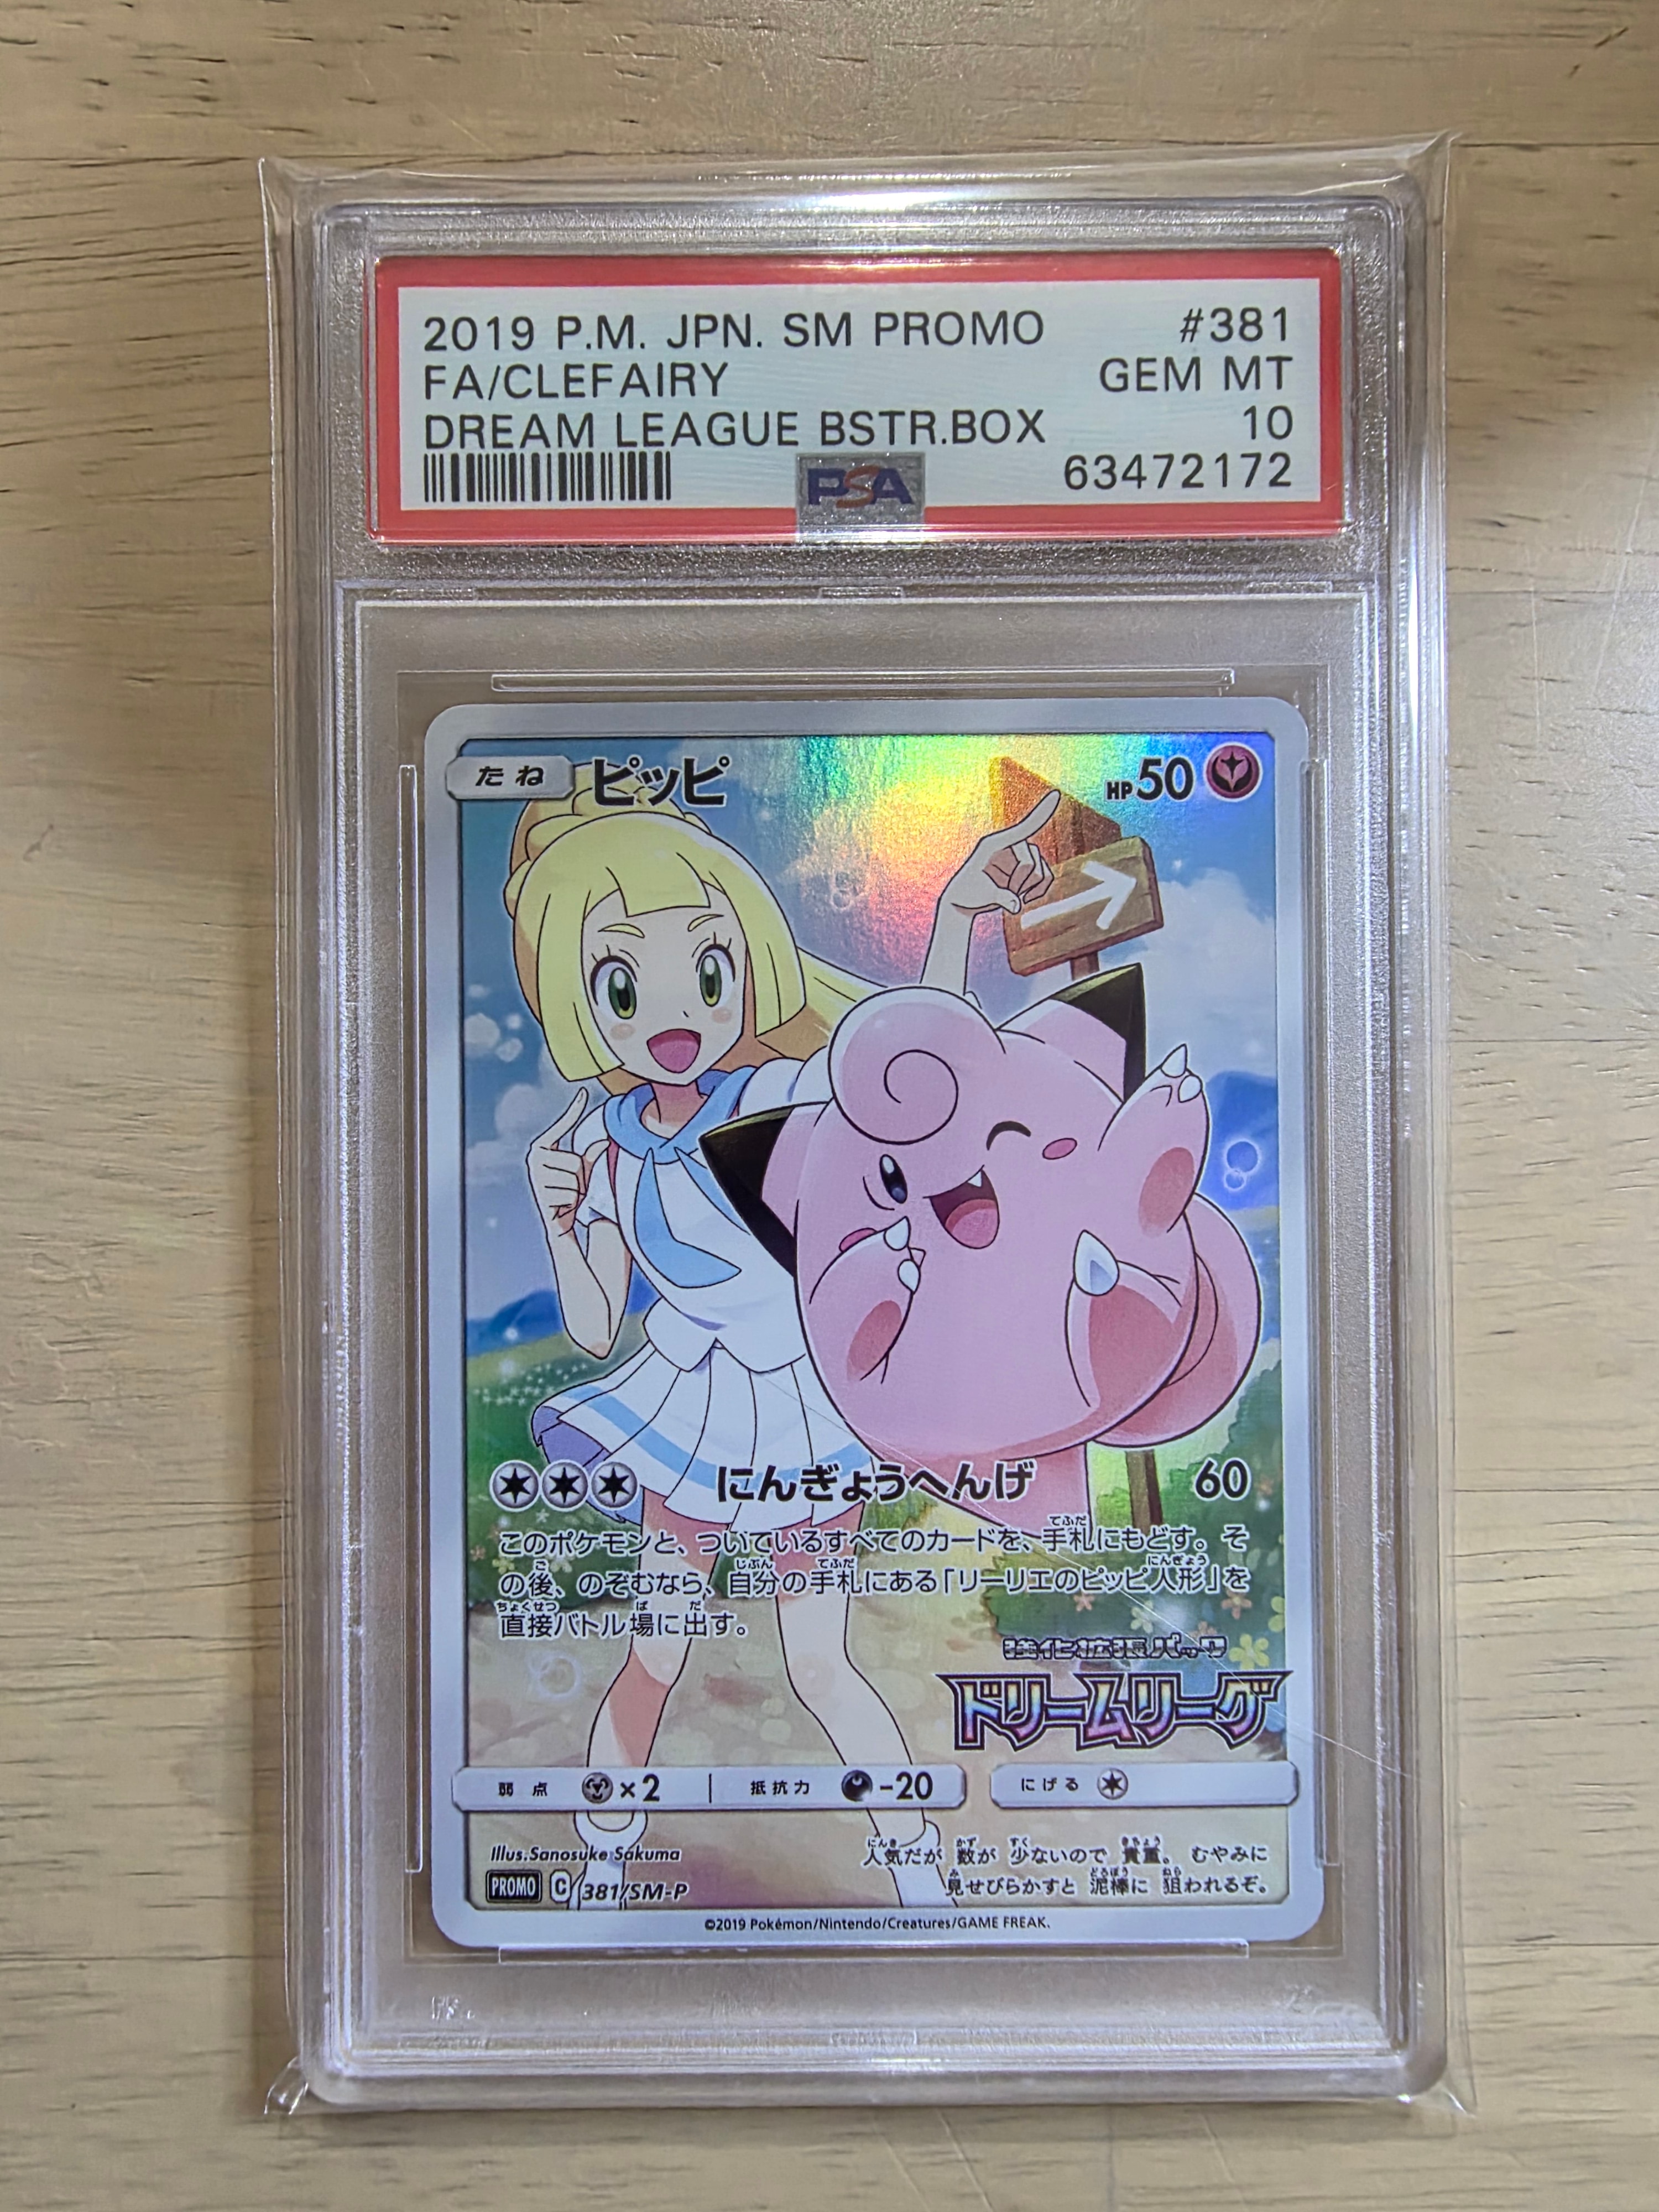 2019 P.M. JPN. SM PROMO #381
FA/CLEFAIRY GEM MT
DREAM LEAGUE BSTR.BOX 10
PSA 63472172
たね ピッピ HP50
にんぎょうへんげ 60
このポケモンと、ついているすべてのカードを、手札にもどす。そ
の後、のぞむなら、自分の手札にある「リーリエのピッピ人形」を
直接バトル場に出す。
強化拡張パック
ドリームリーグ
弱点 ×2 抵抗力 -20 にげる
Illus.Sanosuke Sakuma
人気だが 数が 少ないので 貴重。 むやみに
見せびらかすと 泥棒に 狙われるぞ。
PROMO C 381/SM-P
©2019 Pokémon/Nintendo/Creatures/GAME FREAK.